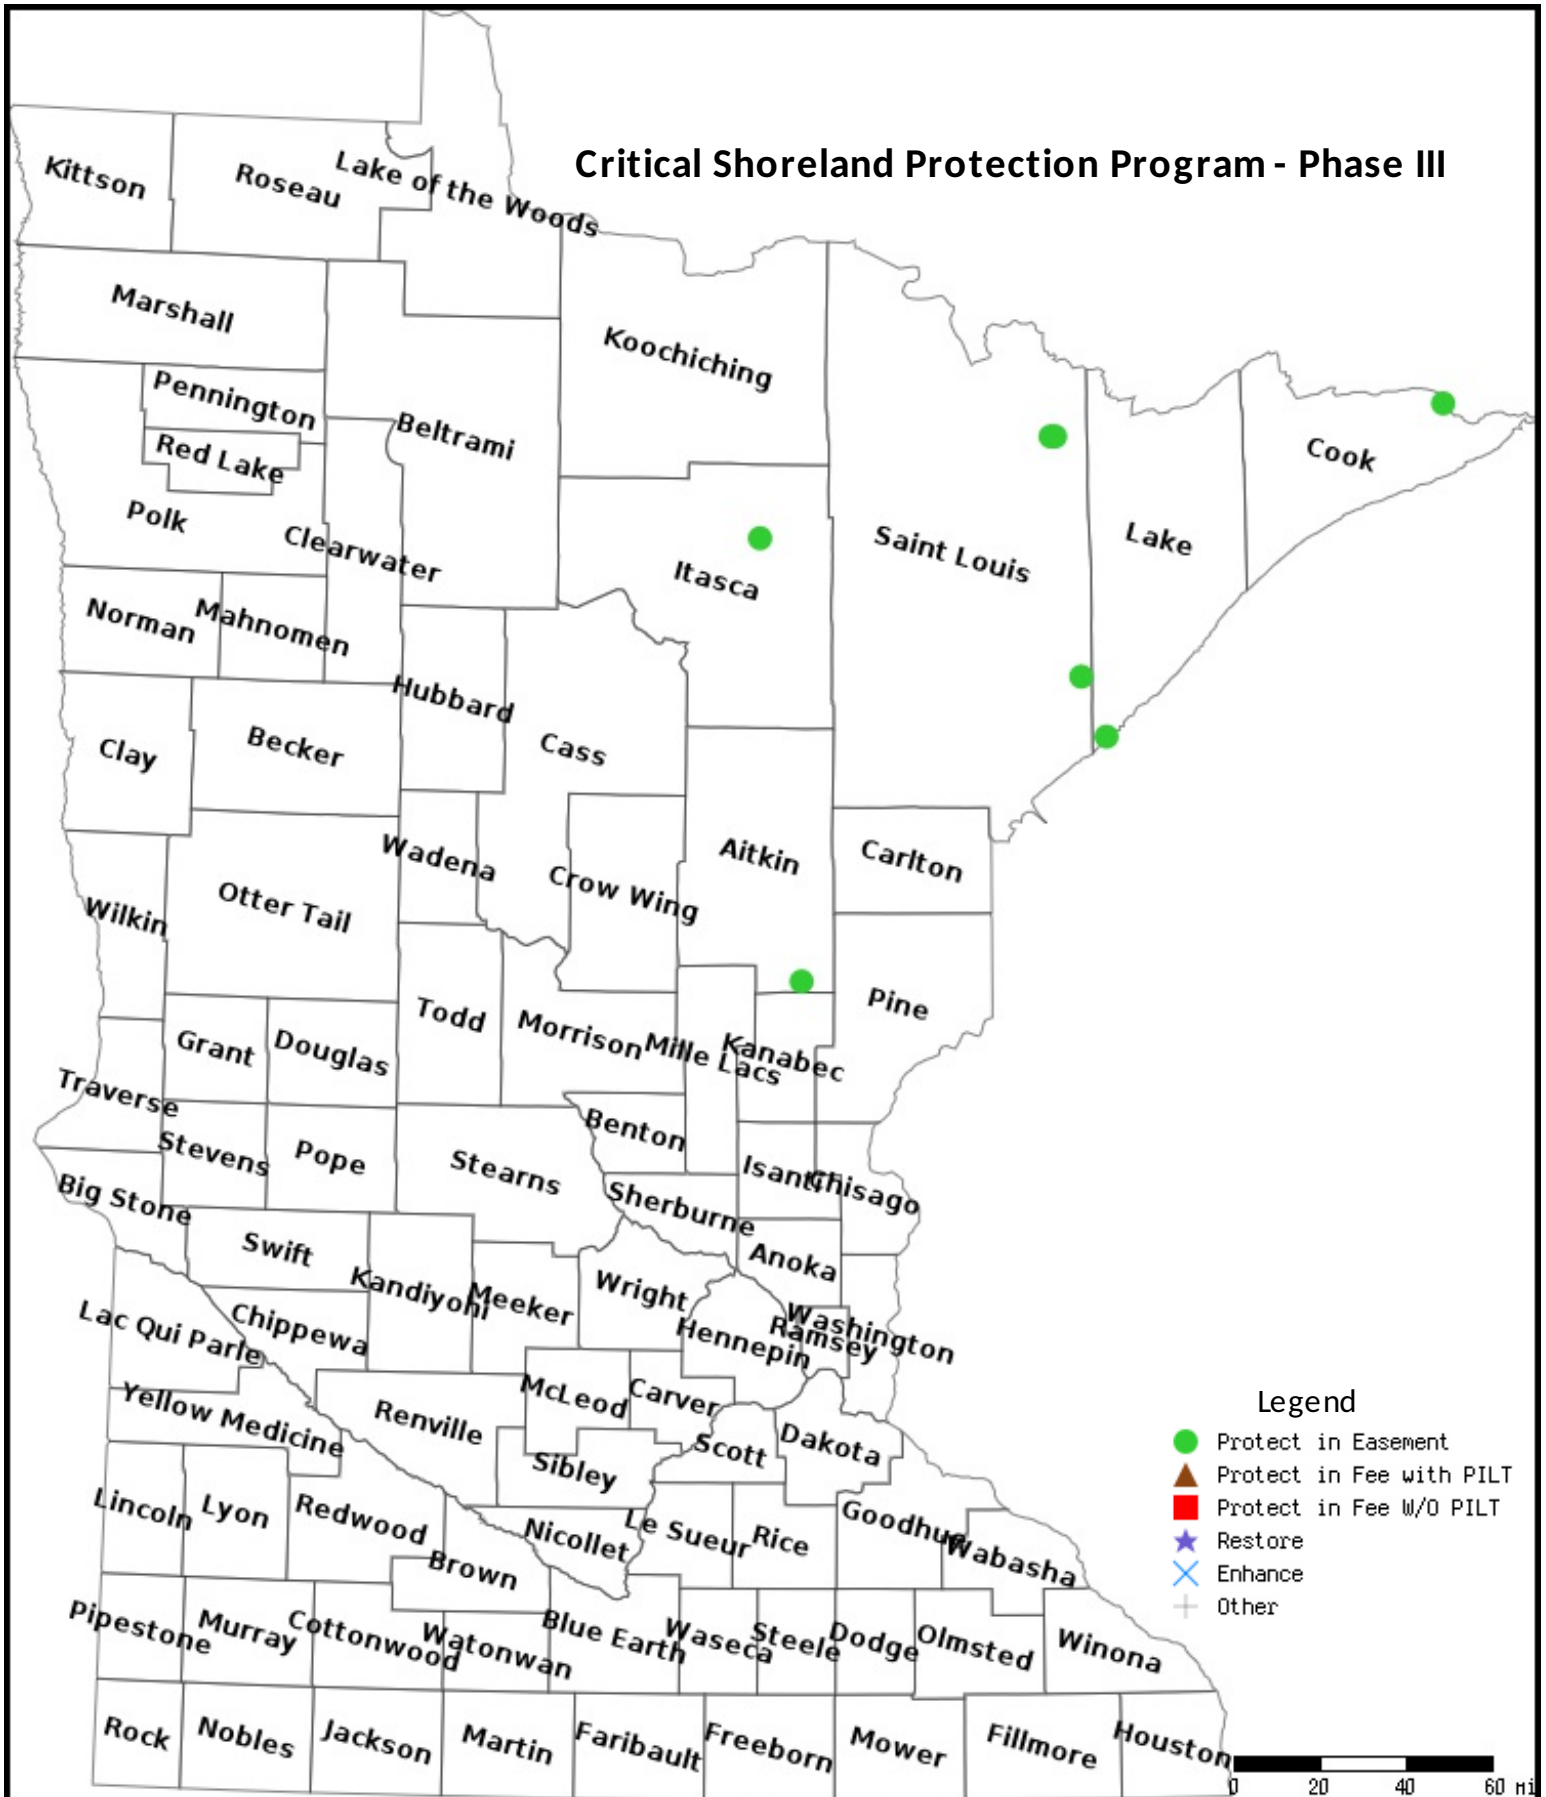 Critical Shoreland Protection Program - Phase III
Kittson
Roseau
Lake of the Woods
Marshall
Koochiching
Pennington
Beltrami
Red Lake
Cook
Polk
Clearwater
Saint Louis
Lake
Itasca
Norman
Mahnomen
Hubbard
Clay
Becker
Cass
Wadena
Aitkin
Carlton
Crow Wing
Wilkin
Otter Tail
Pine
Todd
Morrison
Mille Lacs
Kanabec
Grant
Douglas
Traverse
Benton
Stevens
Pope
Stearns
Isanti
Chisago
Big Stone
Sherburne
Swift
Anoka
Kandiyohi
Meeker
Wright
Lac Qui Parle
Chippewa
Hennepin
Ramsey
Washington
McLeod
Carver
Yellow Medicine
Renville
Scott
Dakota
Sibley
Lincoln
Lyon
Redwood
Nicollet
Le Sueur
Rice
Goodhue
Wabasha
Brown
Pipestone
Murray
Cottonwood
Watonwan
Blue Earth
Waseca
Steele
Dodge
Olmsted
Winona
Rock
Nobles
Jackson
Martin
Faribault
Freeborn
Mower
Fillmore
Houston
Legend
Protect in Easement
Protect in Fee with PILT
Protect in Fee W/O PILT
Restore
Enhance
Other
0 20 40 60 mi